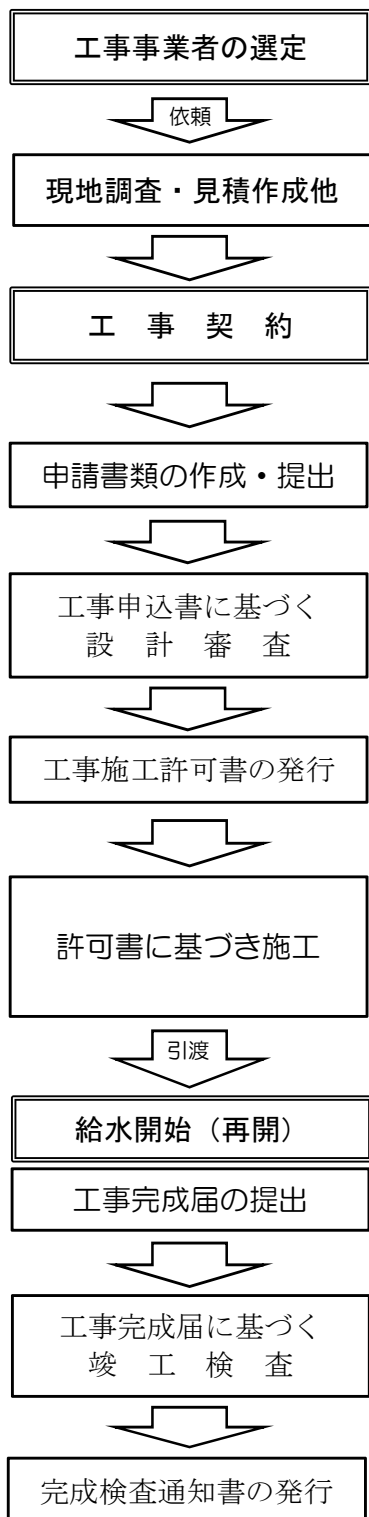 工事事業者の選定
依頼
現地調査・見積作成他
工　事　契　約
申請書類の作成・提出
工事申込書に基づく
設　計　審　査
工事施工許可書の発行
許可書に基づき施工
引渡
給水開始（再開）
工事完成届の提出
工事完成届に基づく
竣　工　検　査
完成検査通知書の発行